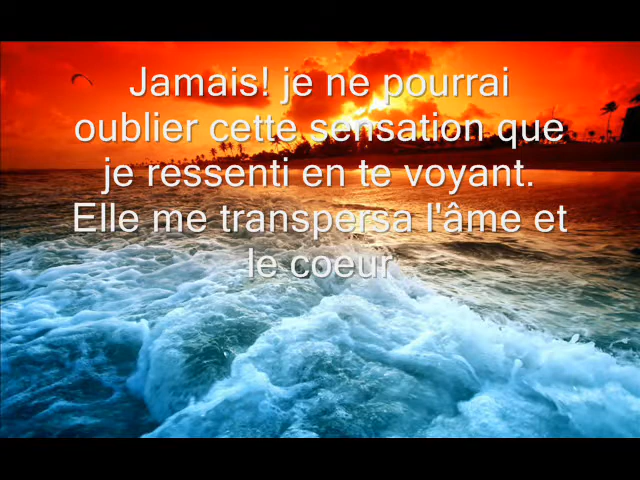 Jamais! je ne pourrai
oublier cette sensation que
je ressenti en te voyant.
Elle me transpersa l'âme et
le coeur